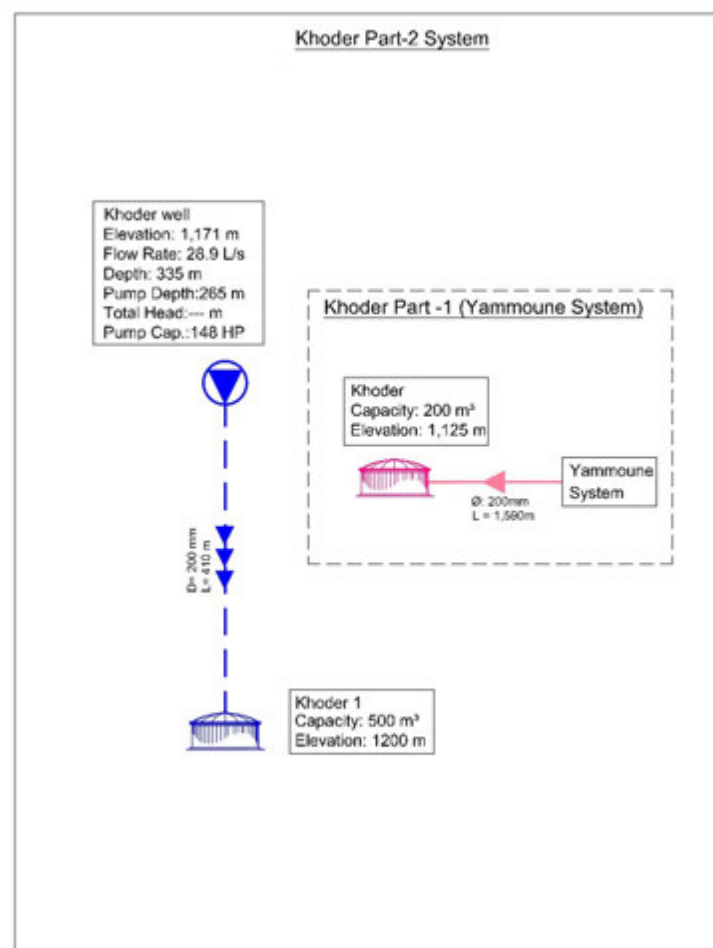 Khoder Part-2 System
Khoder well
Elevation: 1,171 m
Flow Rate: 28.9 L/s
Depth: 335 m
Pump Depth:265 m
Total Head:--- m
Pump Cap.:148 HP
Khoder Part -1 (Yammoune System)
Khoder
Capacity: 200 m³
Elevation: 1,125 m
Yammoune
System
Ø: 200mm
L = 1,590m
D= 200 mm
L= 410 m
Khoder 1
Capacity: 500 m³
Elevation: 1200 m